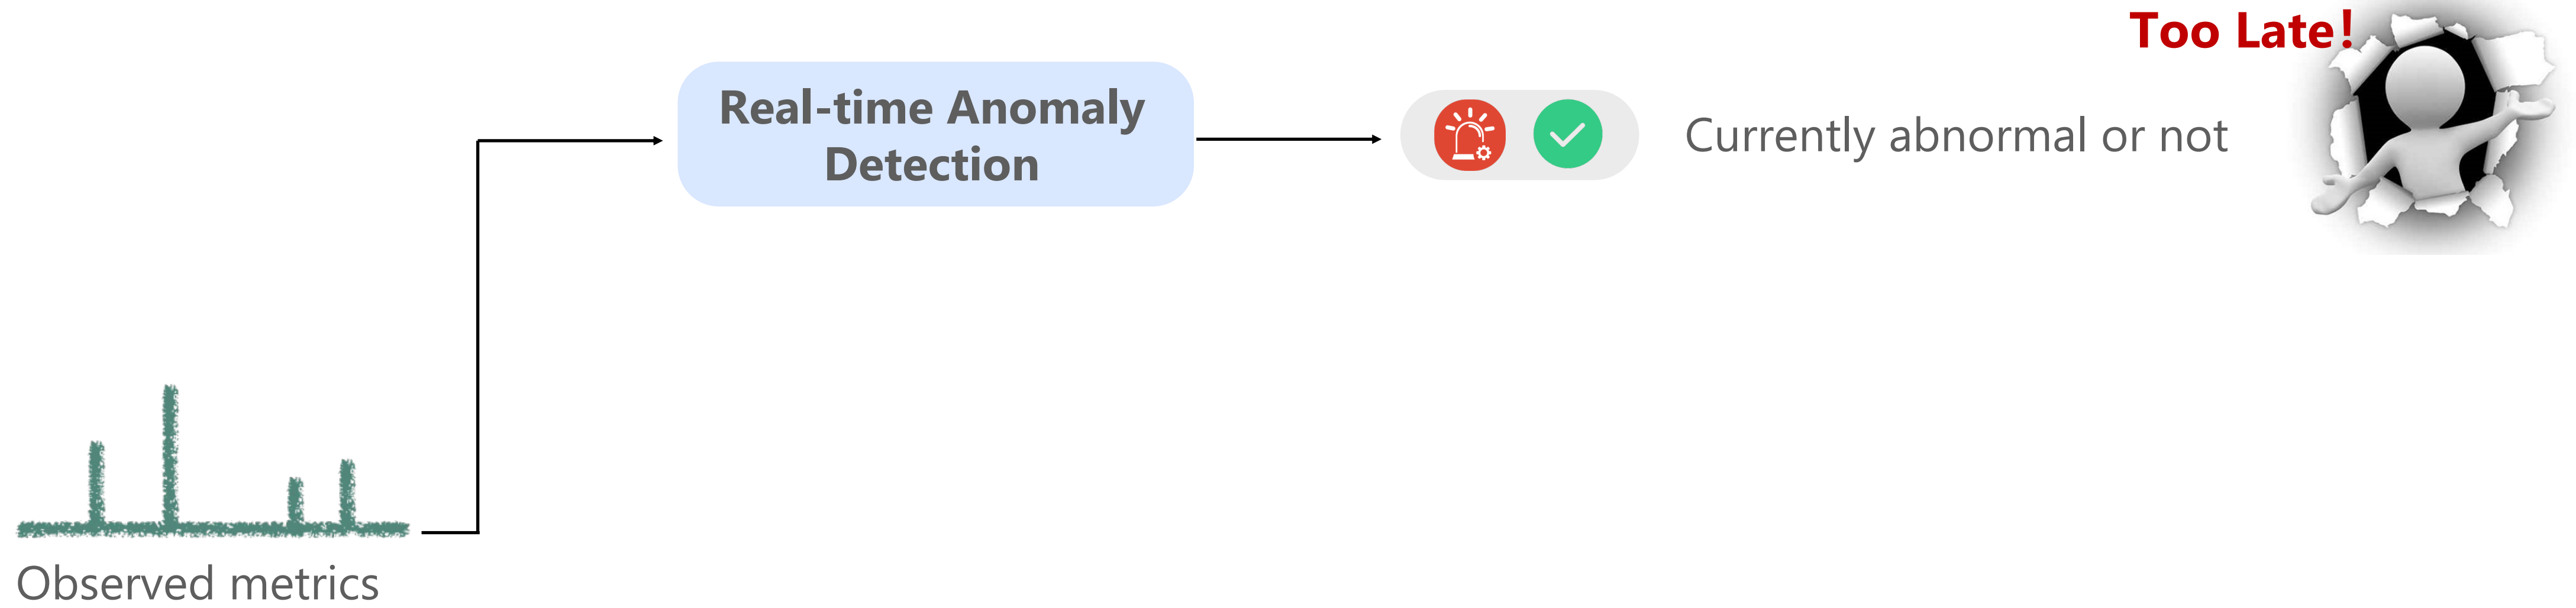 Too Late!
Real-time Anomaly
Detection
Currently abnormal or not
Observed metrics